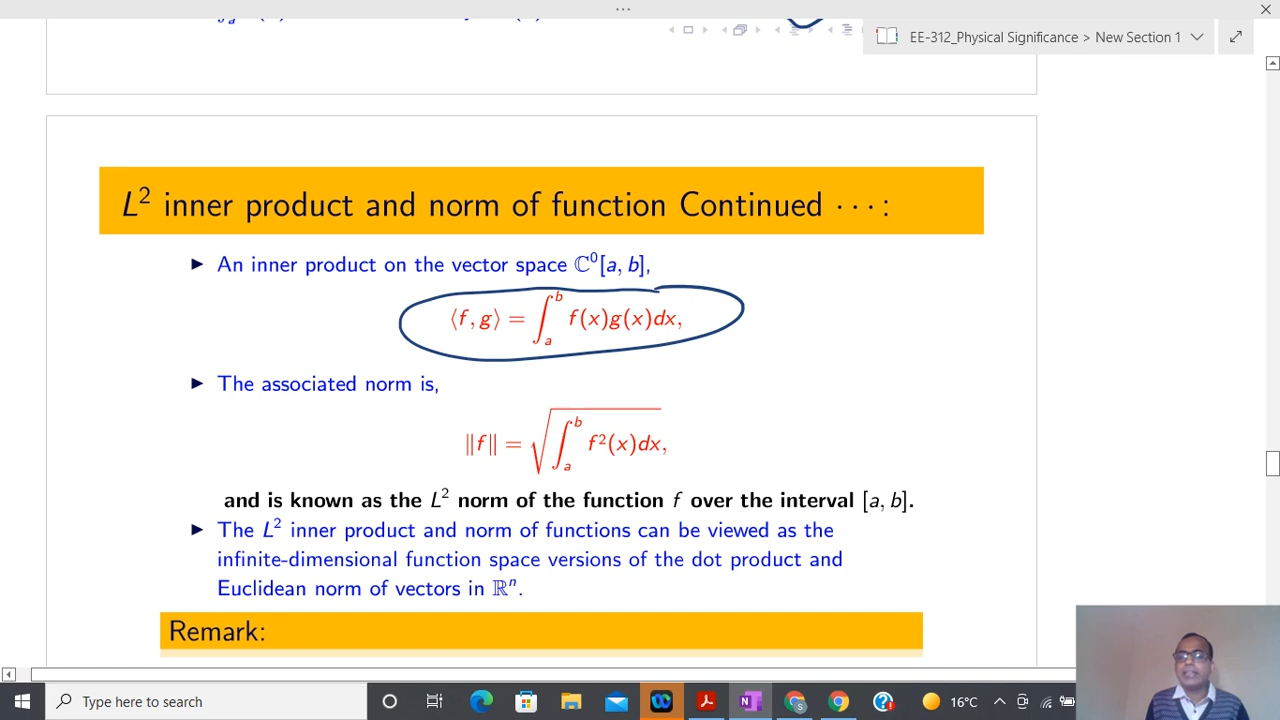 EE-312_Physical Significance > New Section 1
L² inner product and norm of function Continued ··· :
▶ An inner product on the vector space ℂ⁰[a, b],
⟨f, g⟩ = ∫ₐᵇ f(x)g(x)dx,
▶ The associated norm is,
‖f‖ = √∫ₐᵇ f²(x)dx,
and is known as the L² norm of the function f over the interval [a, b].
▶ The L² inner product and norm of functions can be viewed as the
infinite-dimensional function space versions of the dot product and
Euclidean norm of vectors in ℝⁿ.
Remark:
Type here to search
16°C